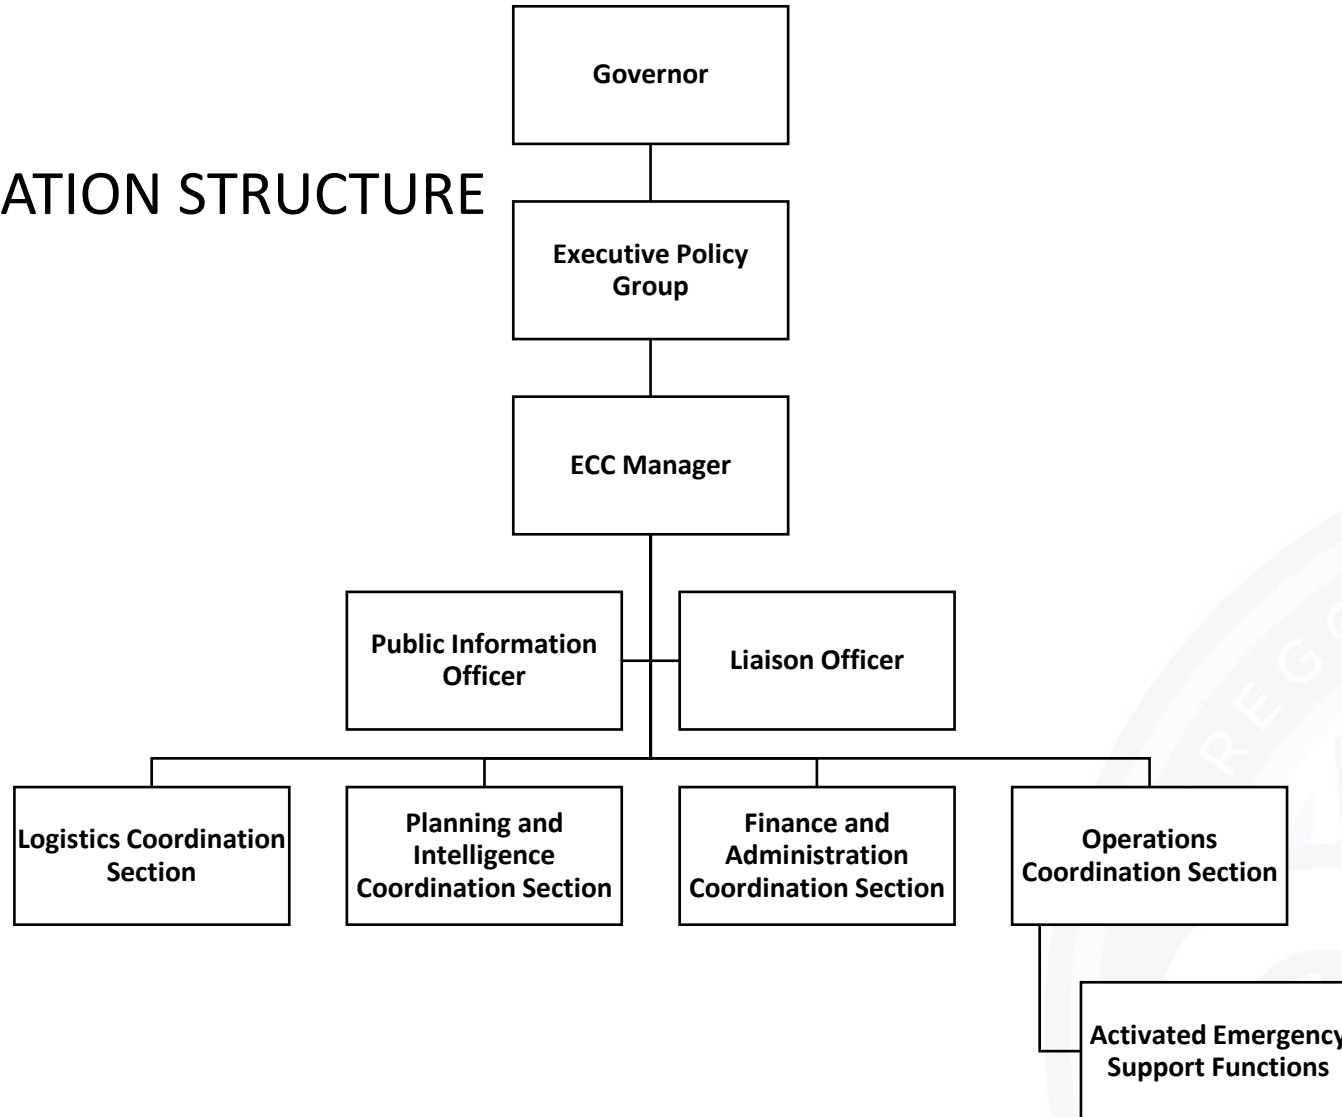 Governor
ATION STRUCTURE
Executive Policy
Group
ECC Manager
Public Information
Officer
Liaison Officer
Logistics Coordination
Section
Planning and
Intelligence
Coordination Section
Finance and
Administration
Coordination Section
Operations
Coordination Section
Activated Emergency
Support Functions